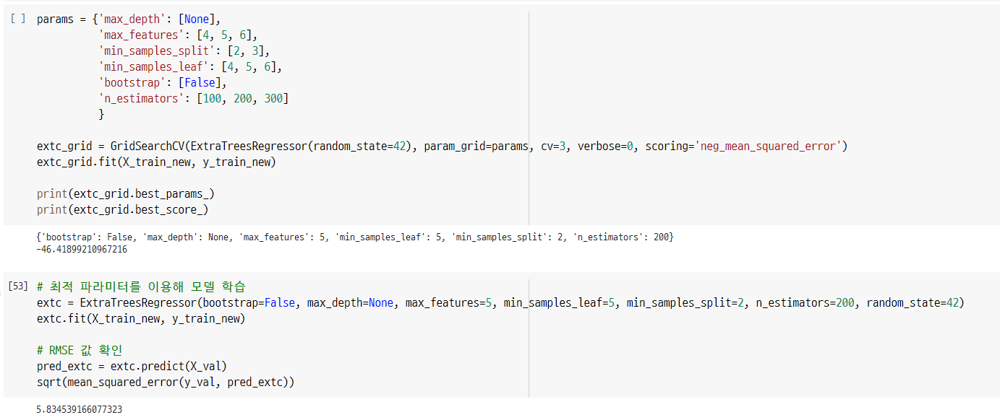 [ ] params = {'max_depth': [None],
'max_features': [4, 5, 6],
'min_samples_split': [2, 3],
'min_samples_leaf': [4, 5, 6],
'bootstrap': [False],
'n_estimators': [100, 200, 300]
}
extc_grid = GridSearchCV(ExtraTreesRegressor(random_state=42), param_grid=params, cv=3, verbose=0, scoring='neg_mean_squared_error')
extc_grid.fit(X_train_new, y_train_new)
print(extc_grid.best_params_)
print(extc_grid.best_score_)
{'bootstrap': False, 'max_depth': None, 'max_features': 5, 'min_samples_leaf': 5, 'min_samples_split': 2, 'n_estimators': 200}
-46.41899210967216
[53] # 최적 파라미터를 이용해 모델 학습
extc = ExtraTreesRegressor(bootstrap=False, max_depth=None, max_features=5, min_samples_leaf=5, min_samples_split=2, n_estimators=200, random_state=42)
extc.fit(X_train_new, y_train_new)
# RMSE 값 확인
pred_extc = extc.predict(X_val)
sqrt(mean_squared_error(y_val, pred_extc))
5.834539166077323